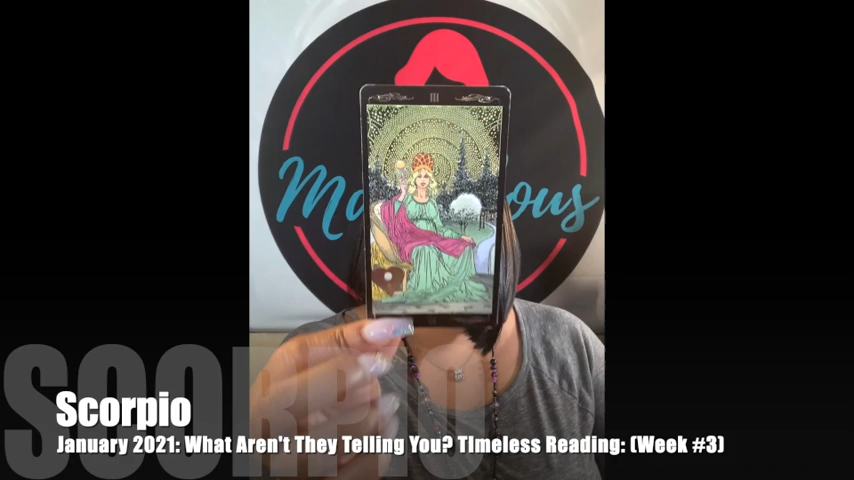 III
SCORPIO
Scorpio
January 2021: What Aren't They Telling You? TImeless Reading: (Week #3)